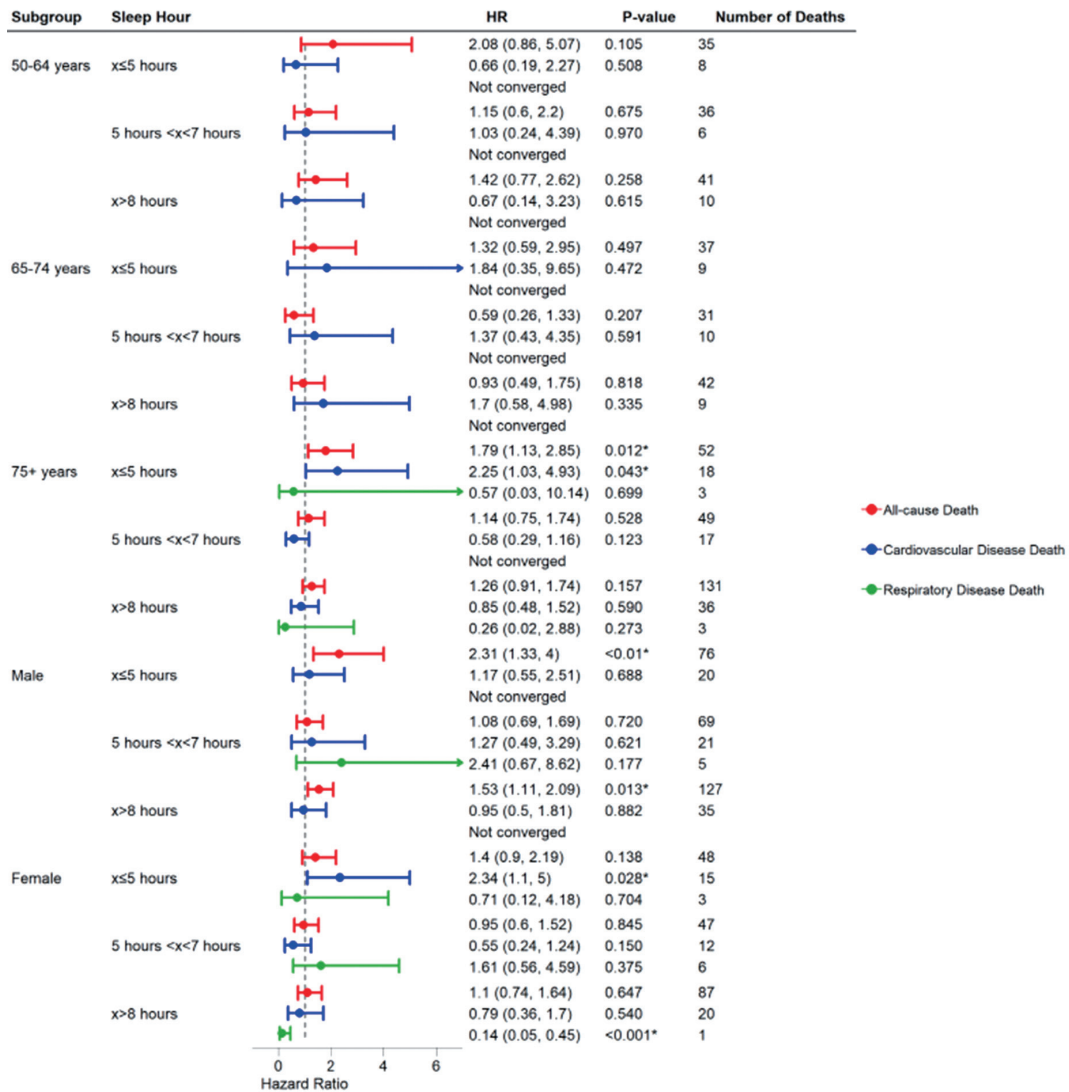 Subgroup Sleep Hour HR P-value Number of Deaths
2.08 (0.86, 5.07) 0.105 35
50-64 years x≤5 hours 0.66 (0.19, 2.27) 0.508 8
Not converged
1.15 (0.6, 2.2) 0.675 36
5 hours <x<7 hours 1.03 (0.24, 4.39) 0.970 6
Not converged
1.42 (0.77, 2.62) 0.258 41
x>8 hours 0.67 (0.14, 3.23) 0.615 10
Not converged
1.32 (0.59, 2.95) 0.497 37
65-74 years x≤5 hours 1.84 (0.35, 9.65) 0.472 9
Not converged
0.59 (0.26, 1.33) 0.207 31
5 hours <x<7 hours 1.37 (0.43, 4.35) 0.591 10
Not converged
0.93 (0.49, 1.75) 0.818 42
x>8 hours 1.7 (0.58, 4.98) 0.335 9
Not converged
1.79 (1.13, 2.85) 0.012* 52
75+ years x≤5 hours 2.25 (1.03, 4.93) 0.043* 18
0.57 (0.03, 10.14) 0.699 3
1.14 (0.75, 1.74) 0.528 49
5 hours <x<7 hours 0.58 (0.29, 1.16) 0.123 17
Not converged
1.26 (0.91, 1.74) 0.157 131
x>8 hours 0.85 (0.48, 1.52) 0.590 36
0.26 (0.02, 2.88) 0.273 3
2.31 (1.33, 4) <0.01* 76
Male x≤5 hours 1.17 (0.55, 2.51) 0.688 20
Not converged
1.08 (0.69, 1.69) 0.720 69
5 hours <x<7 hours 1.27 (0.49, 3.29) 0.621 21
2.41 (0.67, 8.62) 0.177 5
1.53 (1.11, 2.09) 0.013* 127
x>8 hours 0.95 (0.5, 1.81) 0.882 35
Not converged
1.4 (0.9, 2.19) 0.138 48
Female x≤5 hours 2.34 (1.1, 5) 0.028* 15
0.71 (0.12, 4.18) 0.704 3
0.95 (0.6, 1.52) 0.845 47
5 hours <x<7 hours 0.55 (0.24, 1.24) 0.150 12
1.61 (0.56, 4.59) 0.375 6
1.1 (0.74, 1.64) 0.647 87
x>8 hours 0.79 (0.36, 1.7) 0.540 20
0.14 (0.05, 0.45) <0.001* 1
0 2 4 6
Hazard Ratio
All-cause Death
Cardiovascular Disease Death
Respiratory Disease Death